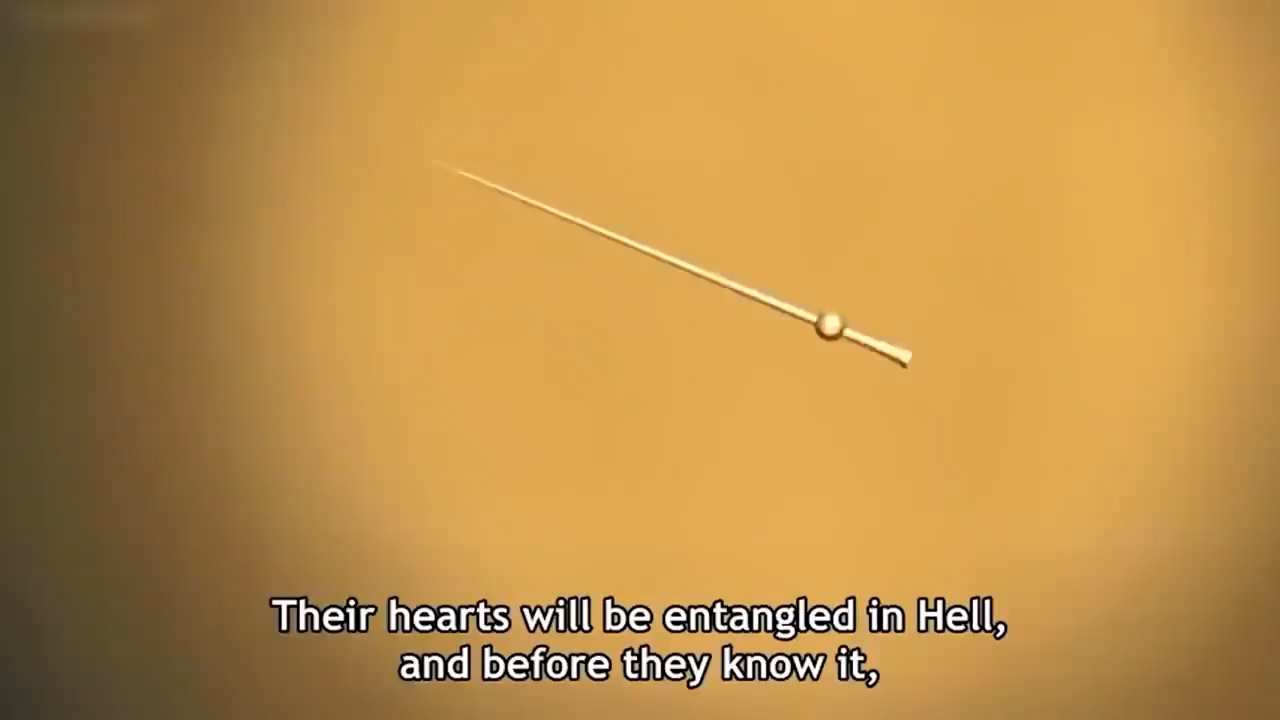 Their hearts will be entangled in Hell,
and before they know it,